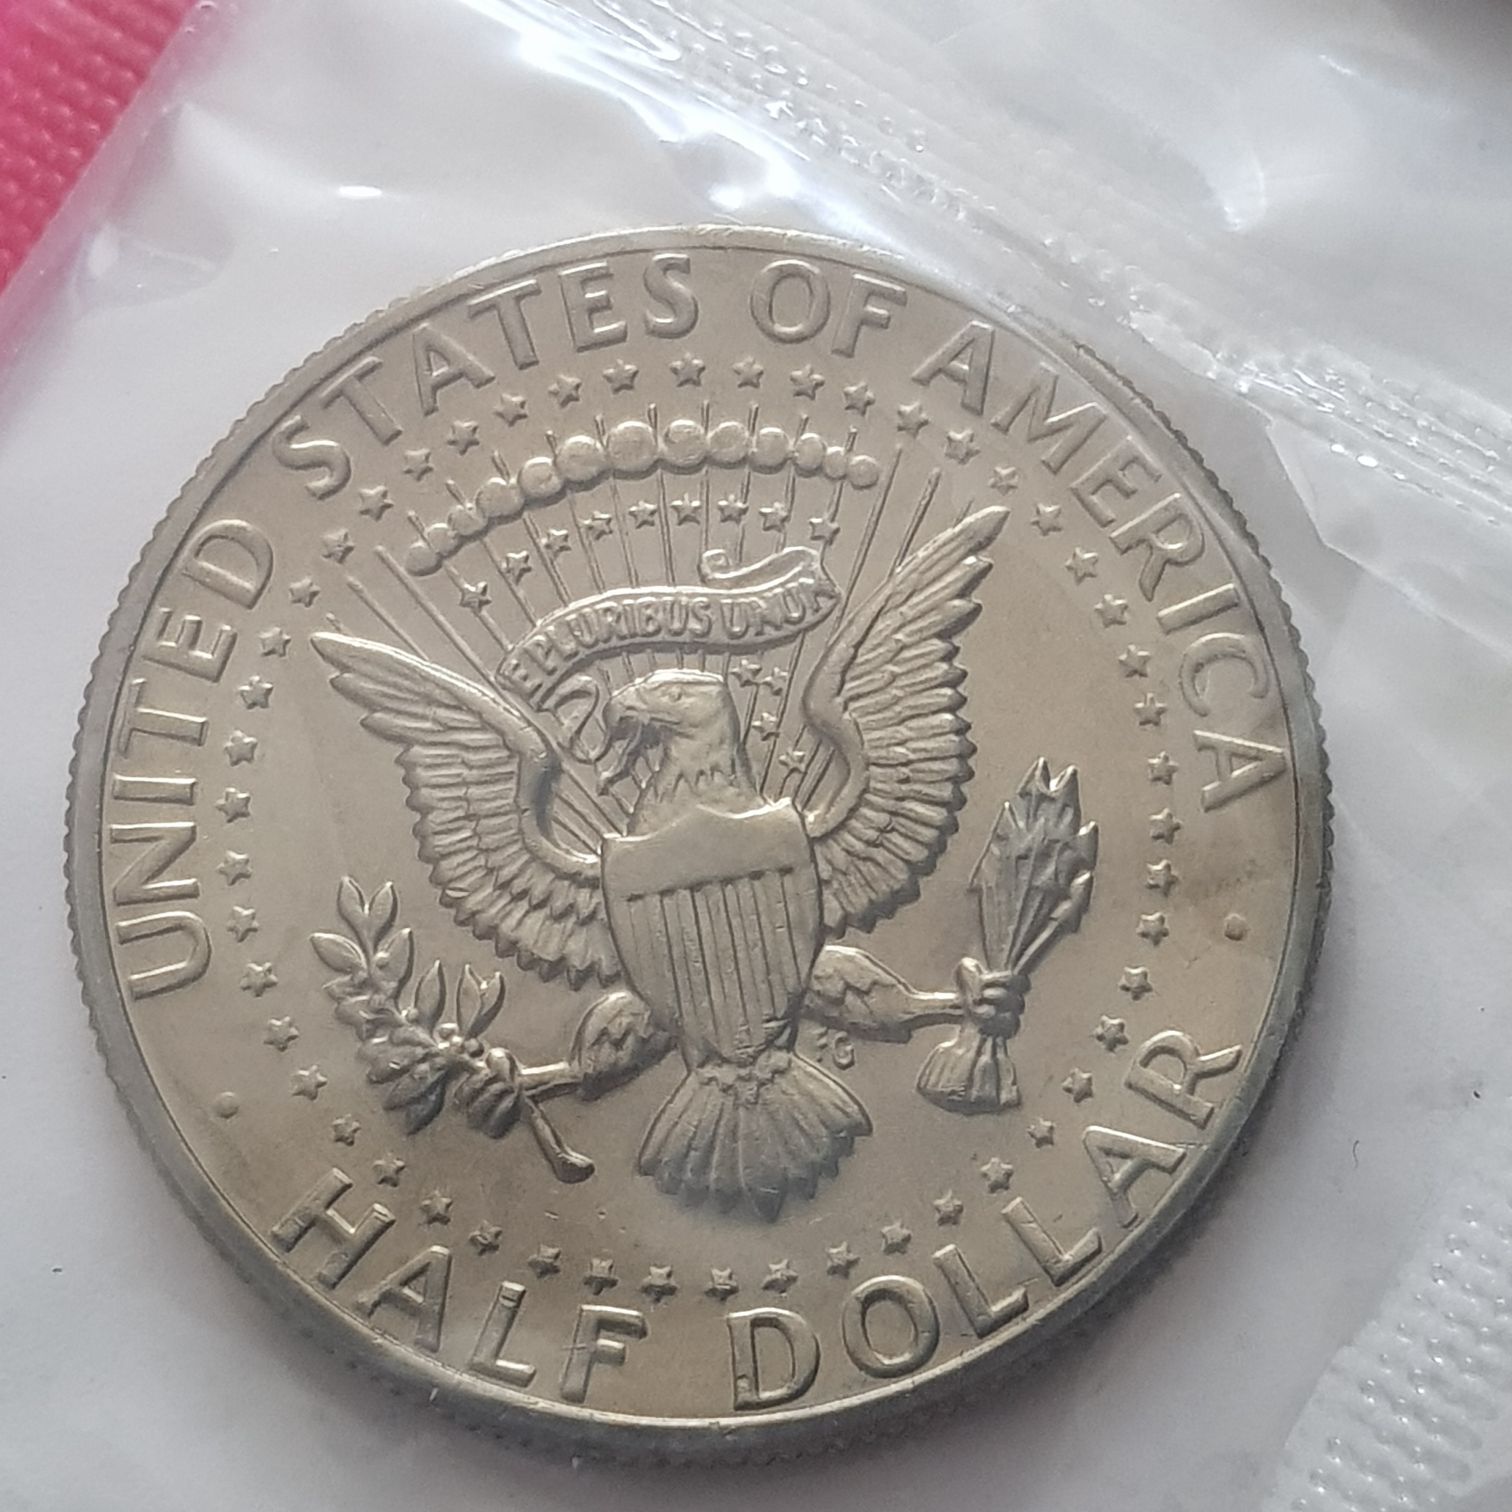 UNITED STATES OF AMERICA
E PLURIBUS UNUM
FG
HALF DOLLAR